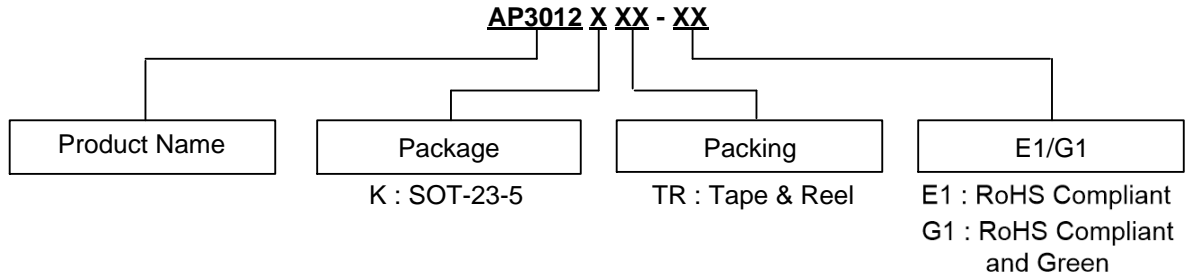 AP3012 X XX - XX
Product Name
Package
Packing
E1/G1
K : SOT-23-5
TR : Tape & Reel
E1 : RoHS Compliant
G1 : RoHS Compliant
and Green